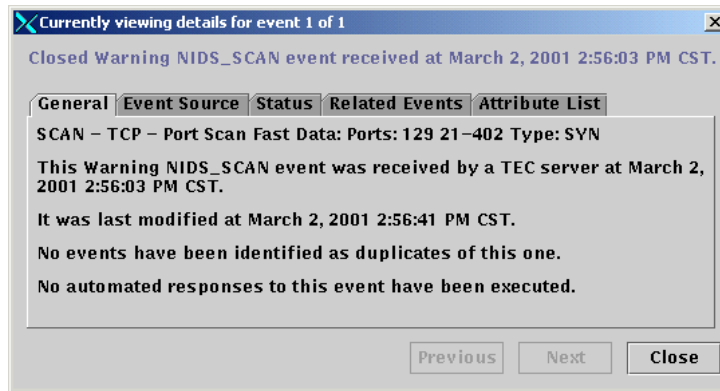 Currently viewing details for event 1 of 1
Closed Warning NIDS_SCAN event received at March 2, 2001 2:56:03 PM CST.
General Event Source Status Related Events Attribute List
SCAN – TCP – Port Scan Fast Data: Ports: 129 21–402 Type: SYN
This Warning NIDS_SCAN event was received by a TEC server at March 2,
2001 2:56:03 PM CST.
It was last modified at March 2, 2001 2:56:41 PM CST.
No events have been identified as duplicates of this one.
No automated responses to this event have been executed.
Previous Next Close